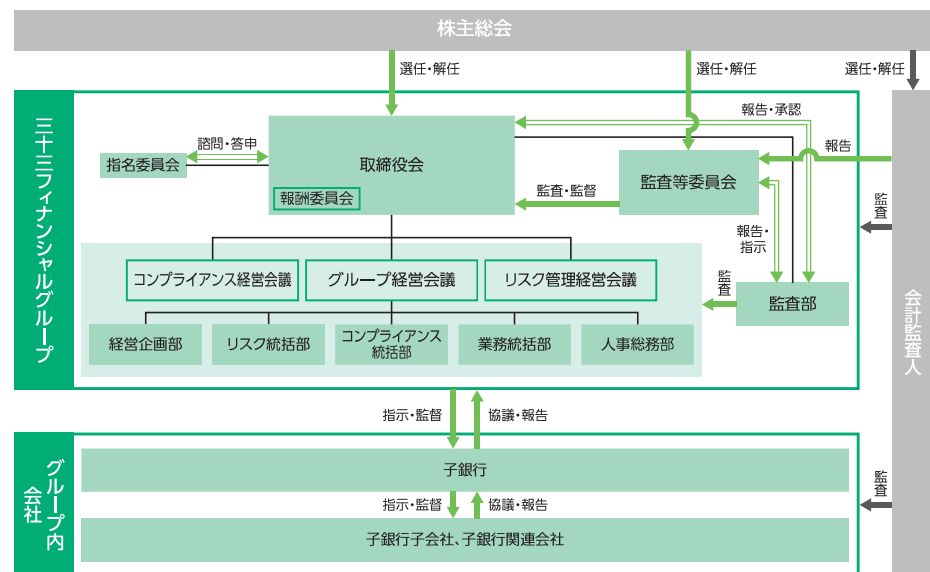 株主総会
選任・解任
選任・解任
選任・解任
三十三フィナンシャルグループ
報告・承認
諮問・答申
指名委員会
取締役会
報酬委員会
監査・監督
監査等委員会
報告
監査
報告・
指示
コンプライアンス経営会議
グループ経営会議
リスク管理経営会議
監査
監査部
会計監査人
経営企画部
リスク統括部
コンプライアンス
統括部
業務統括部
人事総務部
指示・監督
協議・報告
グループ内
会社
子銀行
指示・監督
協議・報告
監査
子銀行子会社、子銀行関連会社